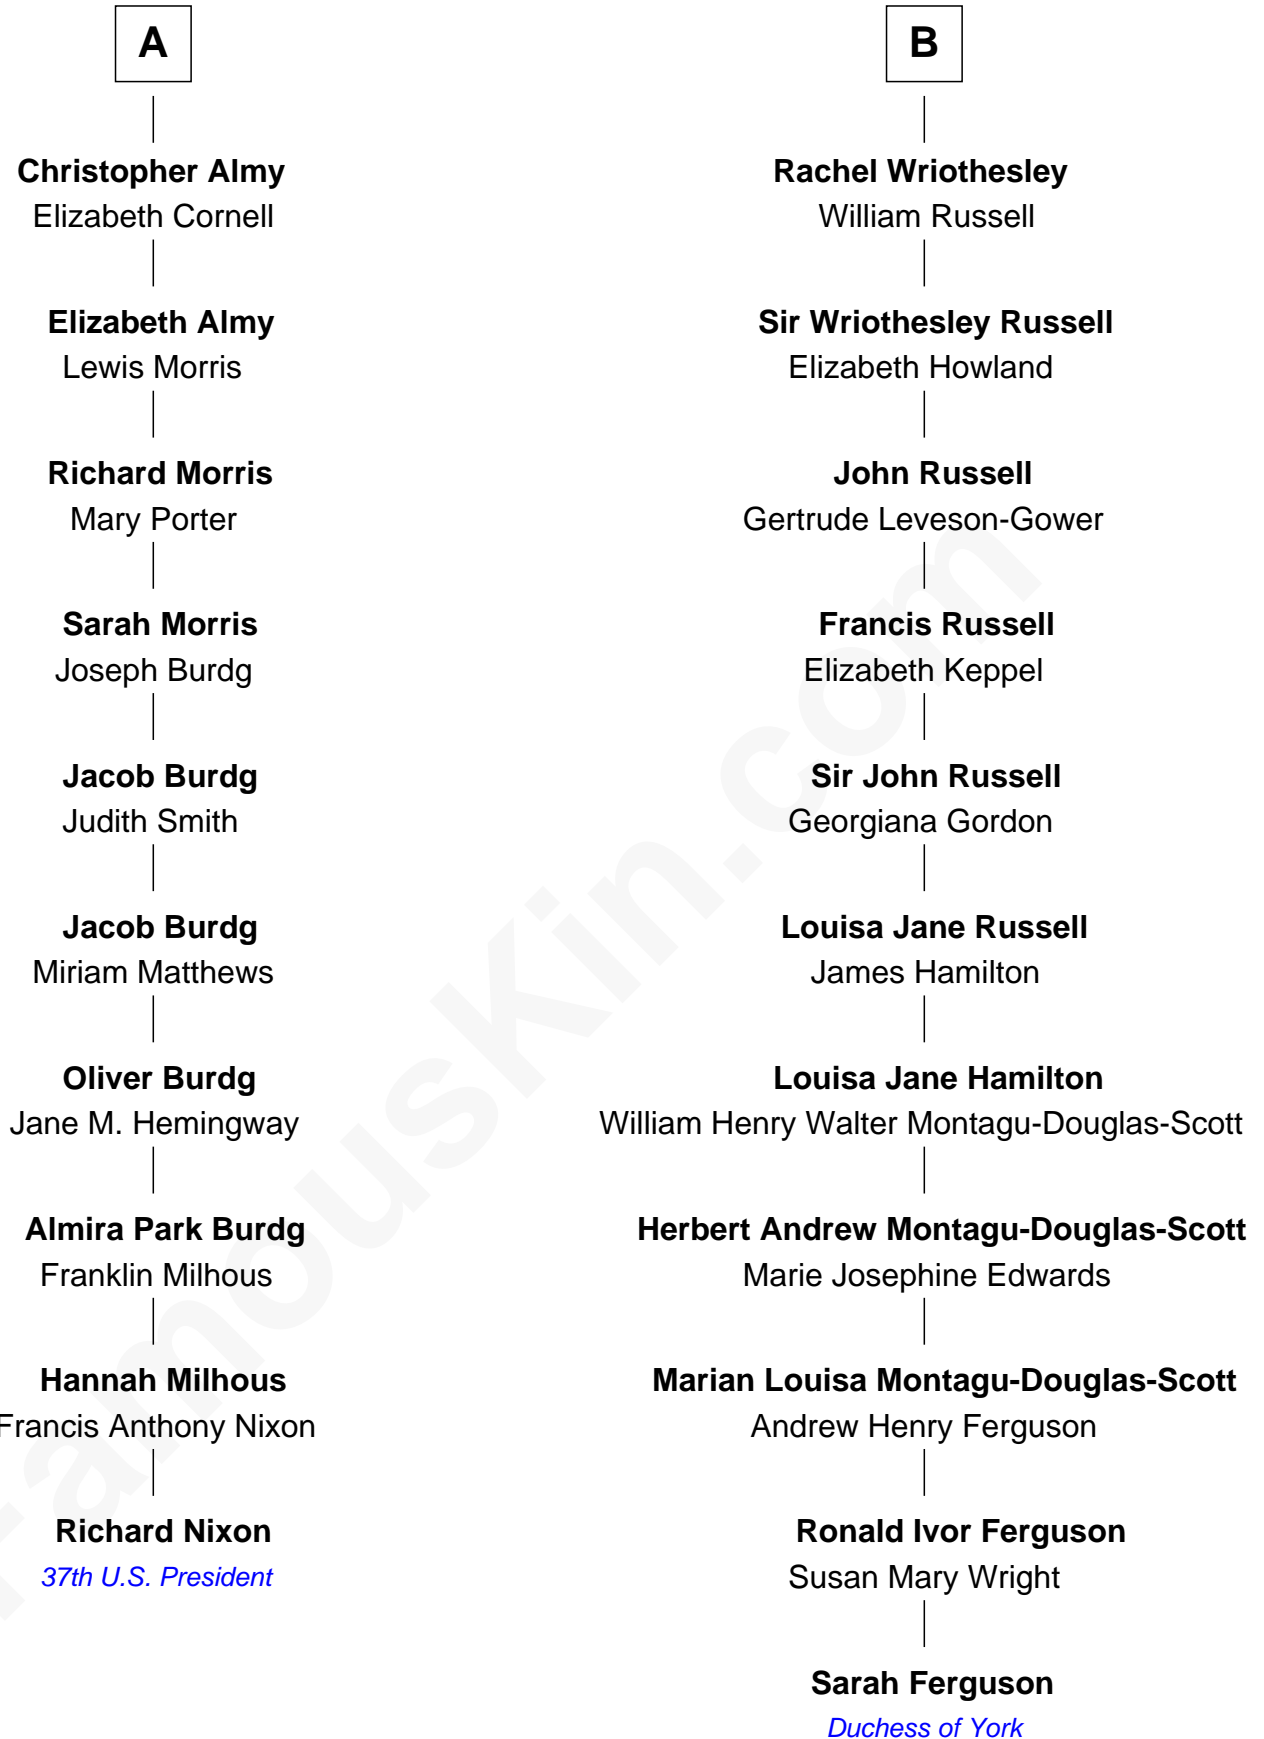 A
Christopher Almy
Elizabeth Cornell
Elizabeth Almy
Lewis Morris
Richard Morris
Mary Porter
Sarah Morris
Joseph Burdg
Jacob Burdg
Judith Smith
Jacob Burdg
Miriam Matthews
Oliver Burdg
Jane M. Hemingway
Almira Park Burdg
Franklin Milhous
Hannah Milhous
Francis Anthony Nixon
Richard Nixon
37th U.S. President
B
Rachel Wriothesley
William Russell
Sir Wriothesley Russell
Elizabeth Howland
John Russell
Gertrude Leveson-Gower
Francis Russell
Elizabeth Keppel
Sir John Russell
Georgiana Gordon
Louisa Jane Russell
James Hamilton
Louisa Jane Hamilton
William Henry Walter Montagu-Douglas-Scott
Herbert Andrew Montagu-Douglas-Scott
Marie Josephine Edwards
Marian Louisa Montagu-Douglas-Scott
Andrew Henry Ferguson
Ronald Ivor Ferguson
Susan Mary Wright
Sarah Ferguson
Duchess of York
FamousKin.com